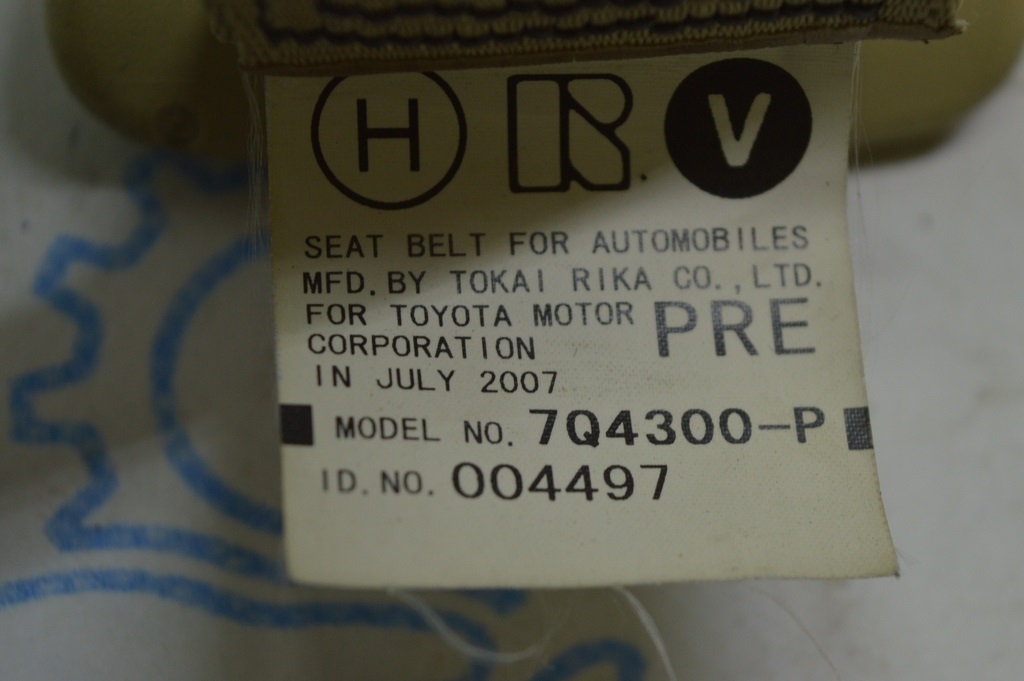 H R. V
SEAT BELT FOR AUTOMOBILES
MFD. BY TOKAI RIKA CO., LTD.
FOR TOYOTA MOTOR PRE
CORPORATION
IN JULY 2007
MODEL NO. 7Q4300-P
ID. NO. 004497